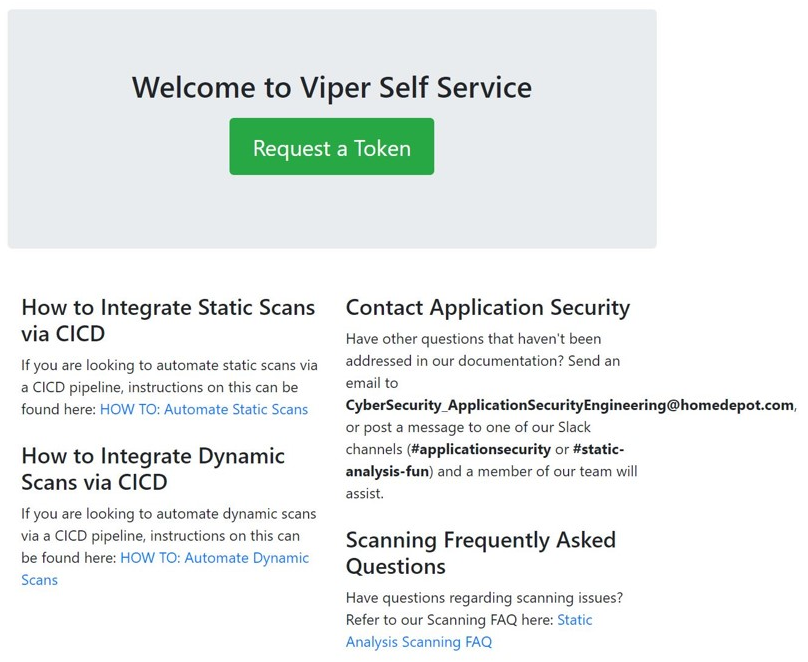 Welcome to Viper Self Service
Request a Token
How to Integrate Static Scans
via CICD
If you are looking to automate static scans via
a CICD pipeline, instructions on this can be
found here: HOW TO: Automate Static Scans
How to Integrate Dynamic
Scans via CICD
If you are looking to automate dynamic scans
via a CICD pipeline, instructions on this can
be found here: HOW TO: Automate Dynamic
Scans
Contact Application Security
Have other questions that haven't been
addressed in our documentation? Send an
email to
CyberSecurity_ApplicationSecurityEngineering@homedepot.com,
or post a message to one of our Slack
channels (#applicationsecurity or #static-
analysis-fun) and a member of our team will
assist.
Scanning Frequently Asked
Questions
Have questions regarding scanning issues?
Refer to our Scanning FAQ here: Static
Analysis Scanning FAQ